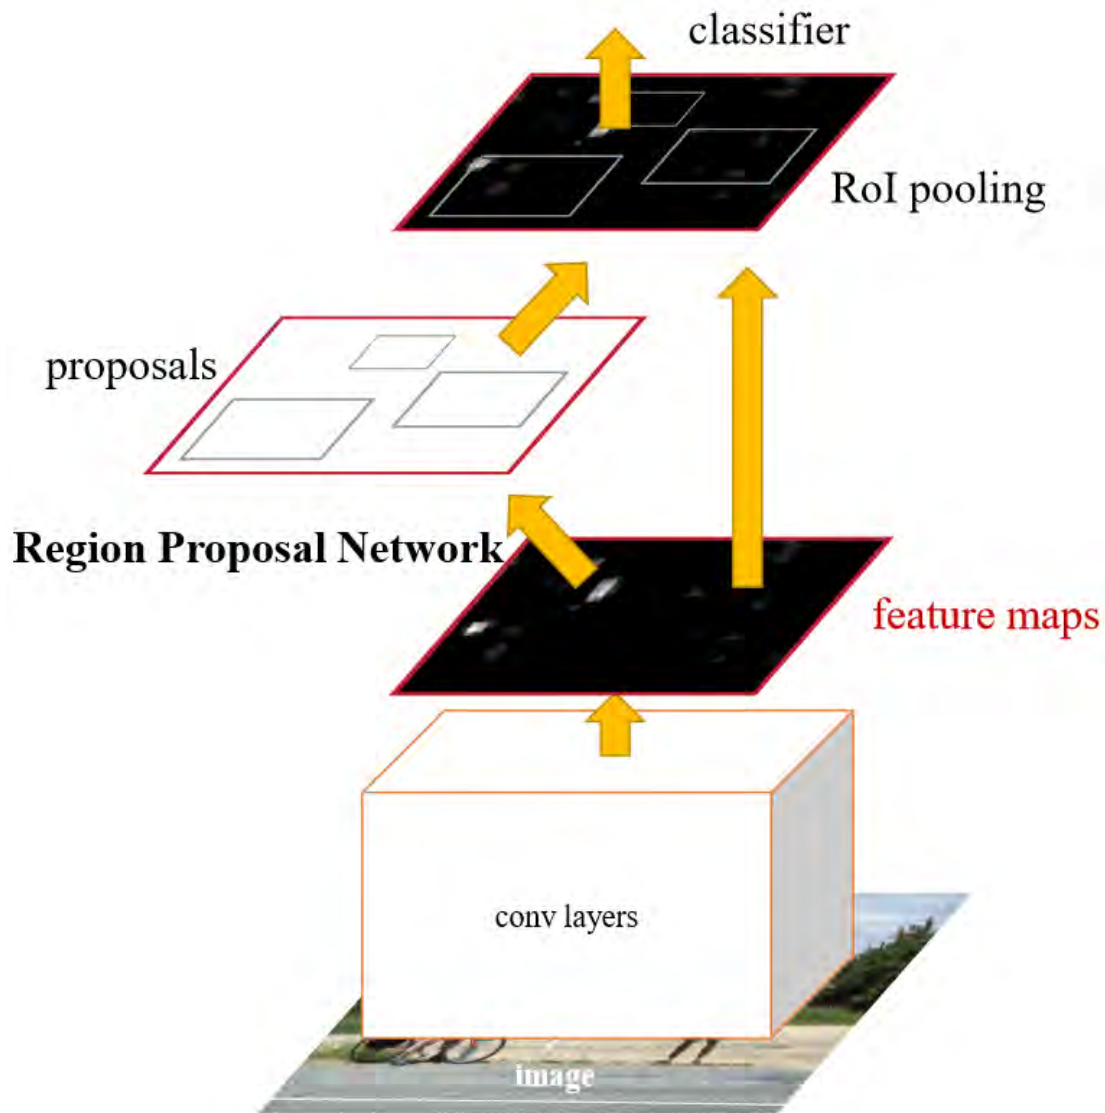 classifier
RoI pooling
proposals
Region Proposal Network
feature maps
conv layers
image